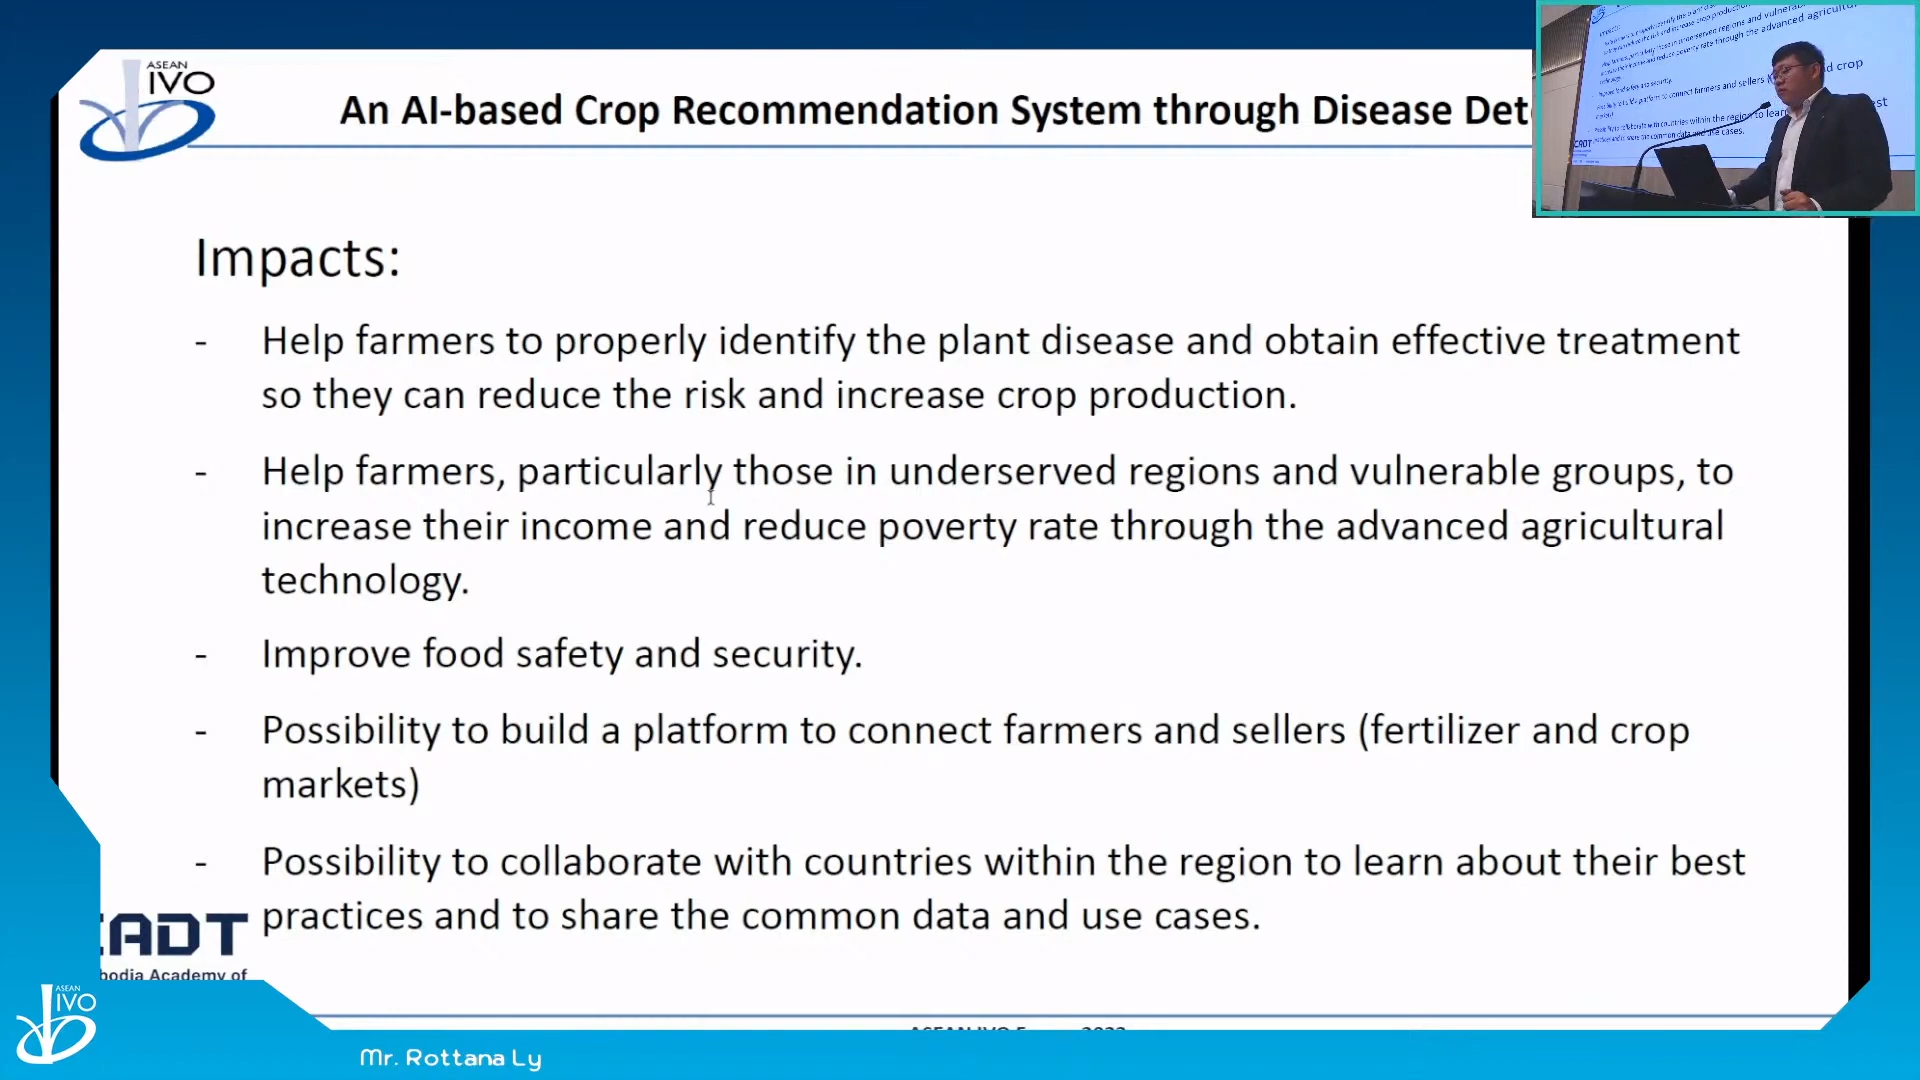 ASEAN
IVO
An AI-based Crop Recommendation System through Disease Dete
Impacts:
- Help farmers to properly identify the plant disease and obtain effective treatment
so they can reduce the risk and increase crop production.
- Help farmers, particularly those in underserved regions and vulnerable groups, to
increase their income and reduce poverty rate through the advanced agricultural
technology.
- Improve food safety and security.
- Possibility to build a platform to connect farmers and sellers (fertilizer and crop
markets)
- Possibility to collaborate with countries within the region to learn about their best
practices and to share the common data and use cases.
CADT
bodia Academy of
ASEAN
IVO
Mr. Rottana Ly